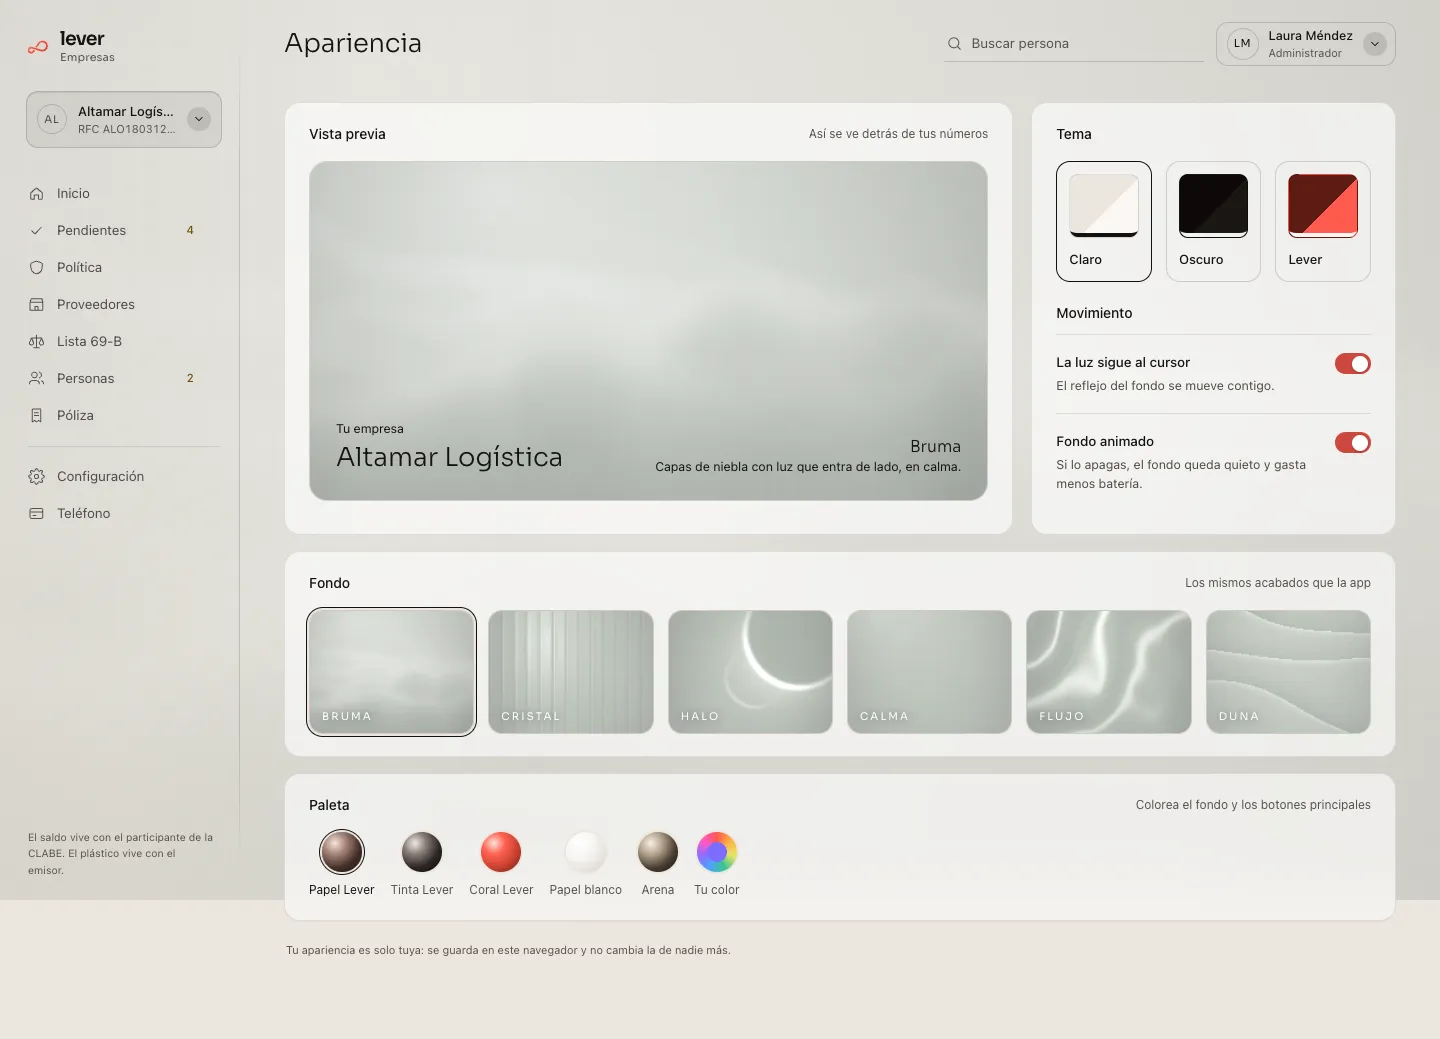 lever
Empresas
AL
Altamar Logís...
RFC ALO180312...
Inicio
Pendientes 4
Política
Proveedores
Lista 69-B
Personas 2
Póliza
Configuración
Teléfono
El saldo vive con el participante de la
CLABE. El plástico vive con el
emisor.
Apariencia
Buscar persona
LM
Laura Méndez
Administrador
Vista previa
Así se ve detrás de tus números
Tu empresa
Altamar Logística
Bruma
Capas de niebla con luz que entra de lado, en calma.
Tema
Claro
Oscuro
Lever
Movimiento
La luz sigue al cursor
El reflejo del fondo se mueve contigo.
Fondo animado
Si lo apagas, el fondo queda quieto y gasta
menos batería.
Fondo
Los mismos acabados que la app
BRUMA
CRISTAL
HALO
CALMA
FLUJO
DUNA
Paleta
Colorea el fondo y los botones principales
Papel Lever
Tinta Lever
Coral Lever
Papel blanco
Arena
Tu color
Tu apariencia es solo tuya: se guarda en este navegador y no cambia la de nadie más.